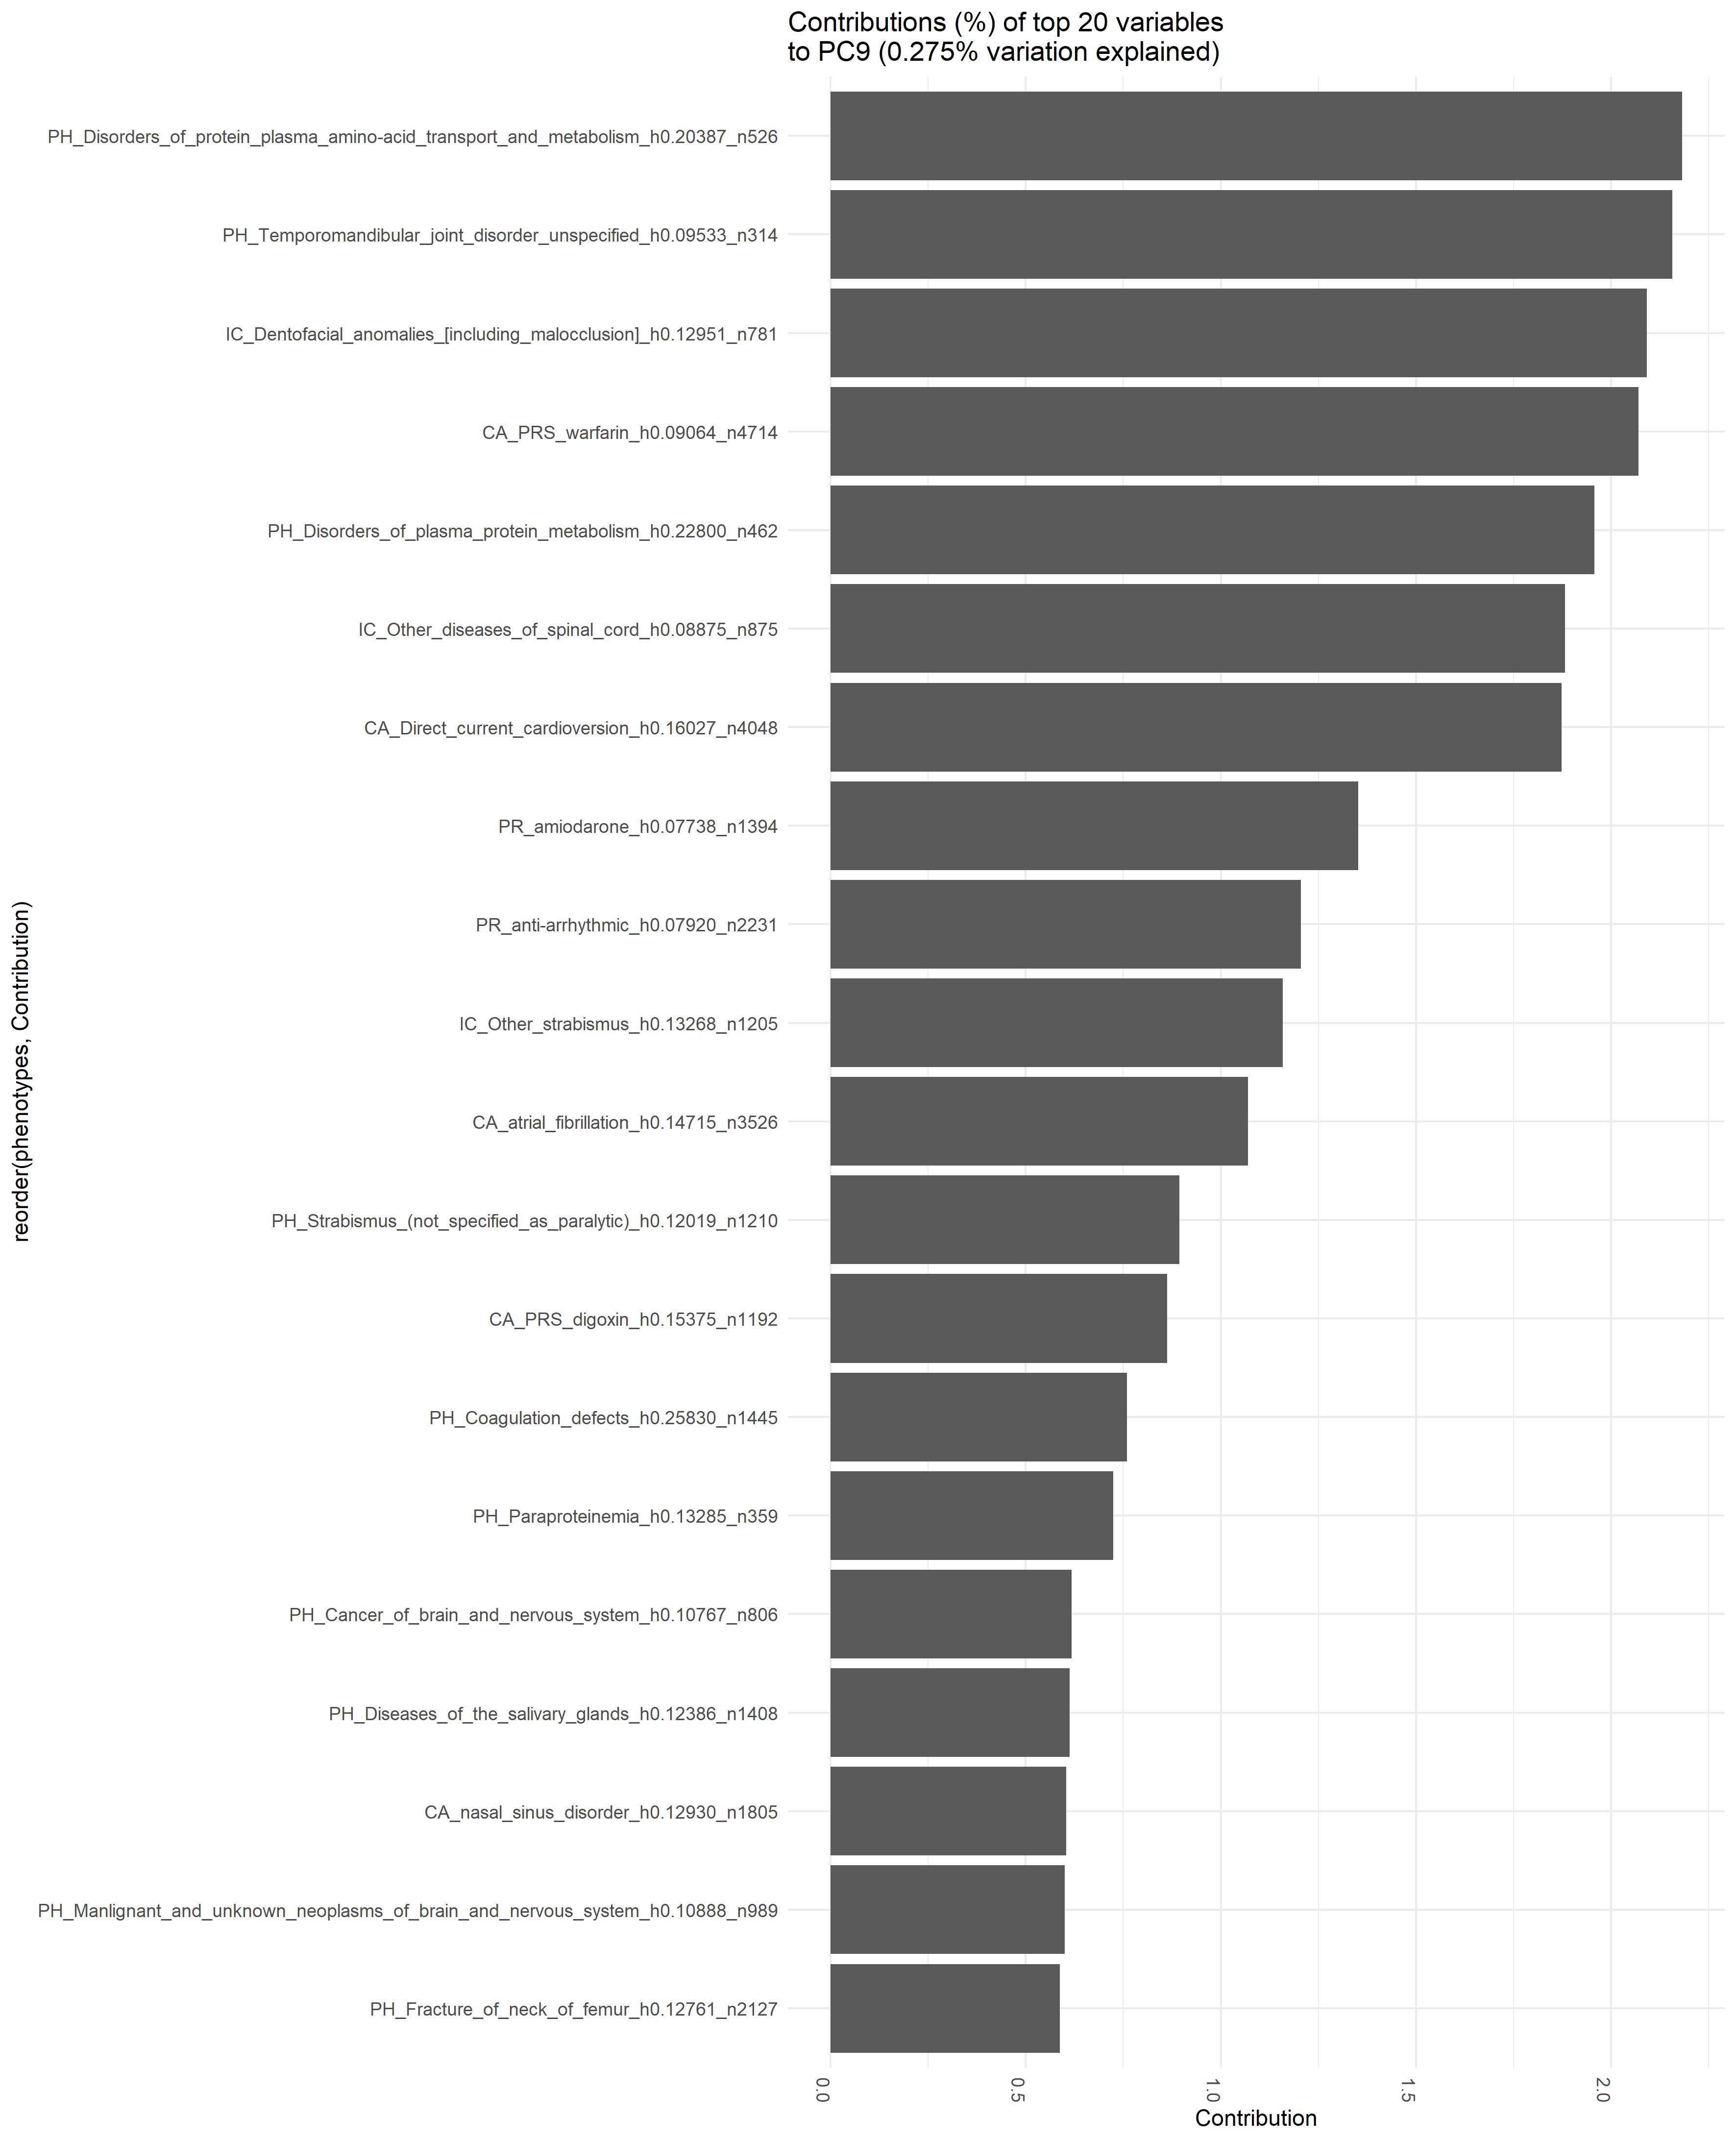 Contributions (%) of top 20 variables
to PC9 (0.275% variation explained)
PH_Disorders_of_protein_plasma_amino-acid_transport_and_metabolism_h0.20387_n526
PH_Temporomandibular_joint_disorder_unspecified_h0.09533_n314
IC_Dentofacial_anomalies_[including_malocclusion]_h0.12951_n781
CA_PRS_warfarin_h0.09064_n4714
PH_Disorders_of_plasma_protein_metabolism_h0.22800_n462
IC_Other_diseases_of_spinal_cord_h0.08875_n875
CA_Direct_current_cardioversion_h0.16027_n4048
PR_amiodarone_h0.07738_n1394
PR_anti-arrhythmic_h0.07920_n2231
IC_Other_strabismus_h0.13268_n1205
CA_atrial_fibrillation_h0.14715_n3526
PH_Strabismus_(not_specified_as_paralytic)_h0.12019_n1210
CA_PRS_digoxin_h0.15375_n1192
PH_Coagulation_defects_h0.25830_n1445
PH_Paraproteinemia_h0.13285_n359
PH_Cancer_of_brain_and_nervous_system_h0.10767_n806
PH_Diseases_of_the_salivary_glands_h0.12386_n1408
CA_nasal_sinus_disorder_h0.12930_n1805
PH_Manlignant_and_unknown_neoplasms_of_brain_and_nervous_system_h0.10888_n989
PH_Fracture_of_neck_of_femur_h0.12761_n2127
reorder(phenotypes, Contribution)
0.0
0.5
1.0
1.5
2.0
Contribution